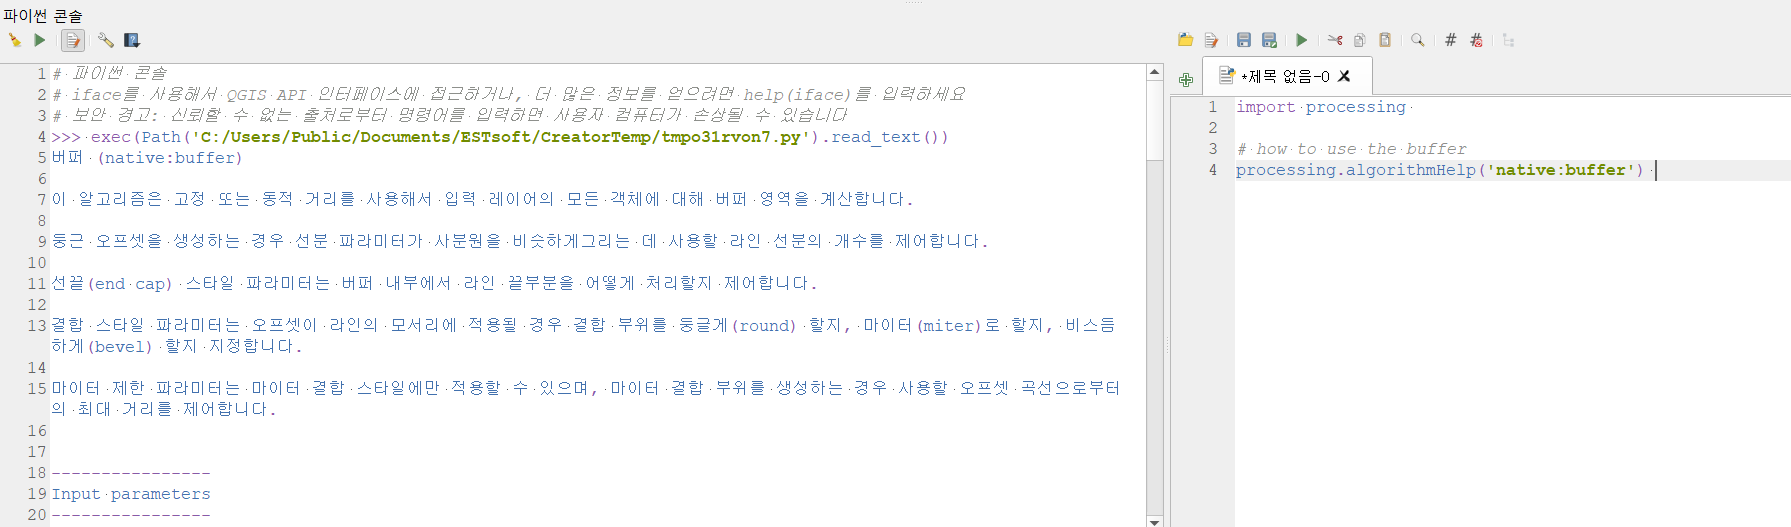 파이썬 콘솔
1 # 파이썬 콘솔
2 # iface를 사용해서 QGIS API 인터페이스에 접근하거나, 더 많은 정보를 얻으려면 help(iface)를 입력하세요
3 # 보안 경고: 신뢰할 수 없는 출처로부터 명령어를 입력하면 사용자 컴퓨터가 손상될 수 있습니다
4 >>> exec(Path('C:/Users/Public/Documents/ESTsoft/CreatorTemp/tmpo31rvon7.py').read_text())
5 버퍼 (native:buffer)
6
7 이 알고리즘은 고정 또는 동적 거리를 사용해서 입력 레이어의 모든 객체에 대해 버퍼 영역을 계산합니다.
8
9 둥근 오프셋을 생성하는 경우 선분 파라미터가 사분원을 비슷하게그리는 데 사용할 라인 선분의 개수를 제어합니다.
10
11 선끝(end cap) 스타일 파라미터는 버퍼 내부에서 라인 끝부분을 어떻게 처리할지 제어합니다.
12
13 결합 스타일 파라미터는 오프셋이 라인의 모서리에 적용될 경우 결합 부위를 둥글게(round) 할지, 마이터(miter)로 할지, 비스듬
하게(bevel) 할지 지정합니다.
14
15 마이터 제한 파라미터는 마이터 결합 스타일에만 적용할 수 있으며, 마이터 결합 부위를 생성하는 경우 사용할 오프셋 곡선으로부터
의 최대 거리를 제어합니다.
16
17
18 ----------------
19 Input parameters
20 ----------------
*제목 없음-0
1 import processing
2
3 # how to use the buffer
4 processing.algorithmHelp('native:buffer')